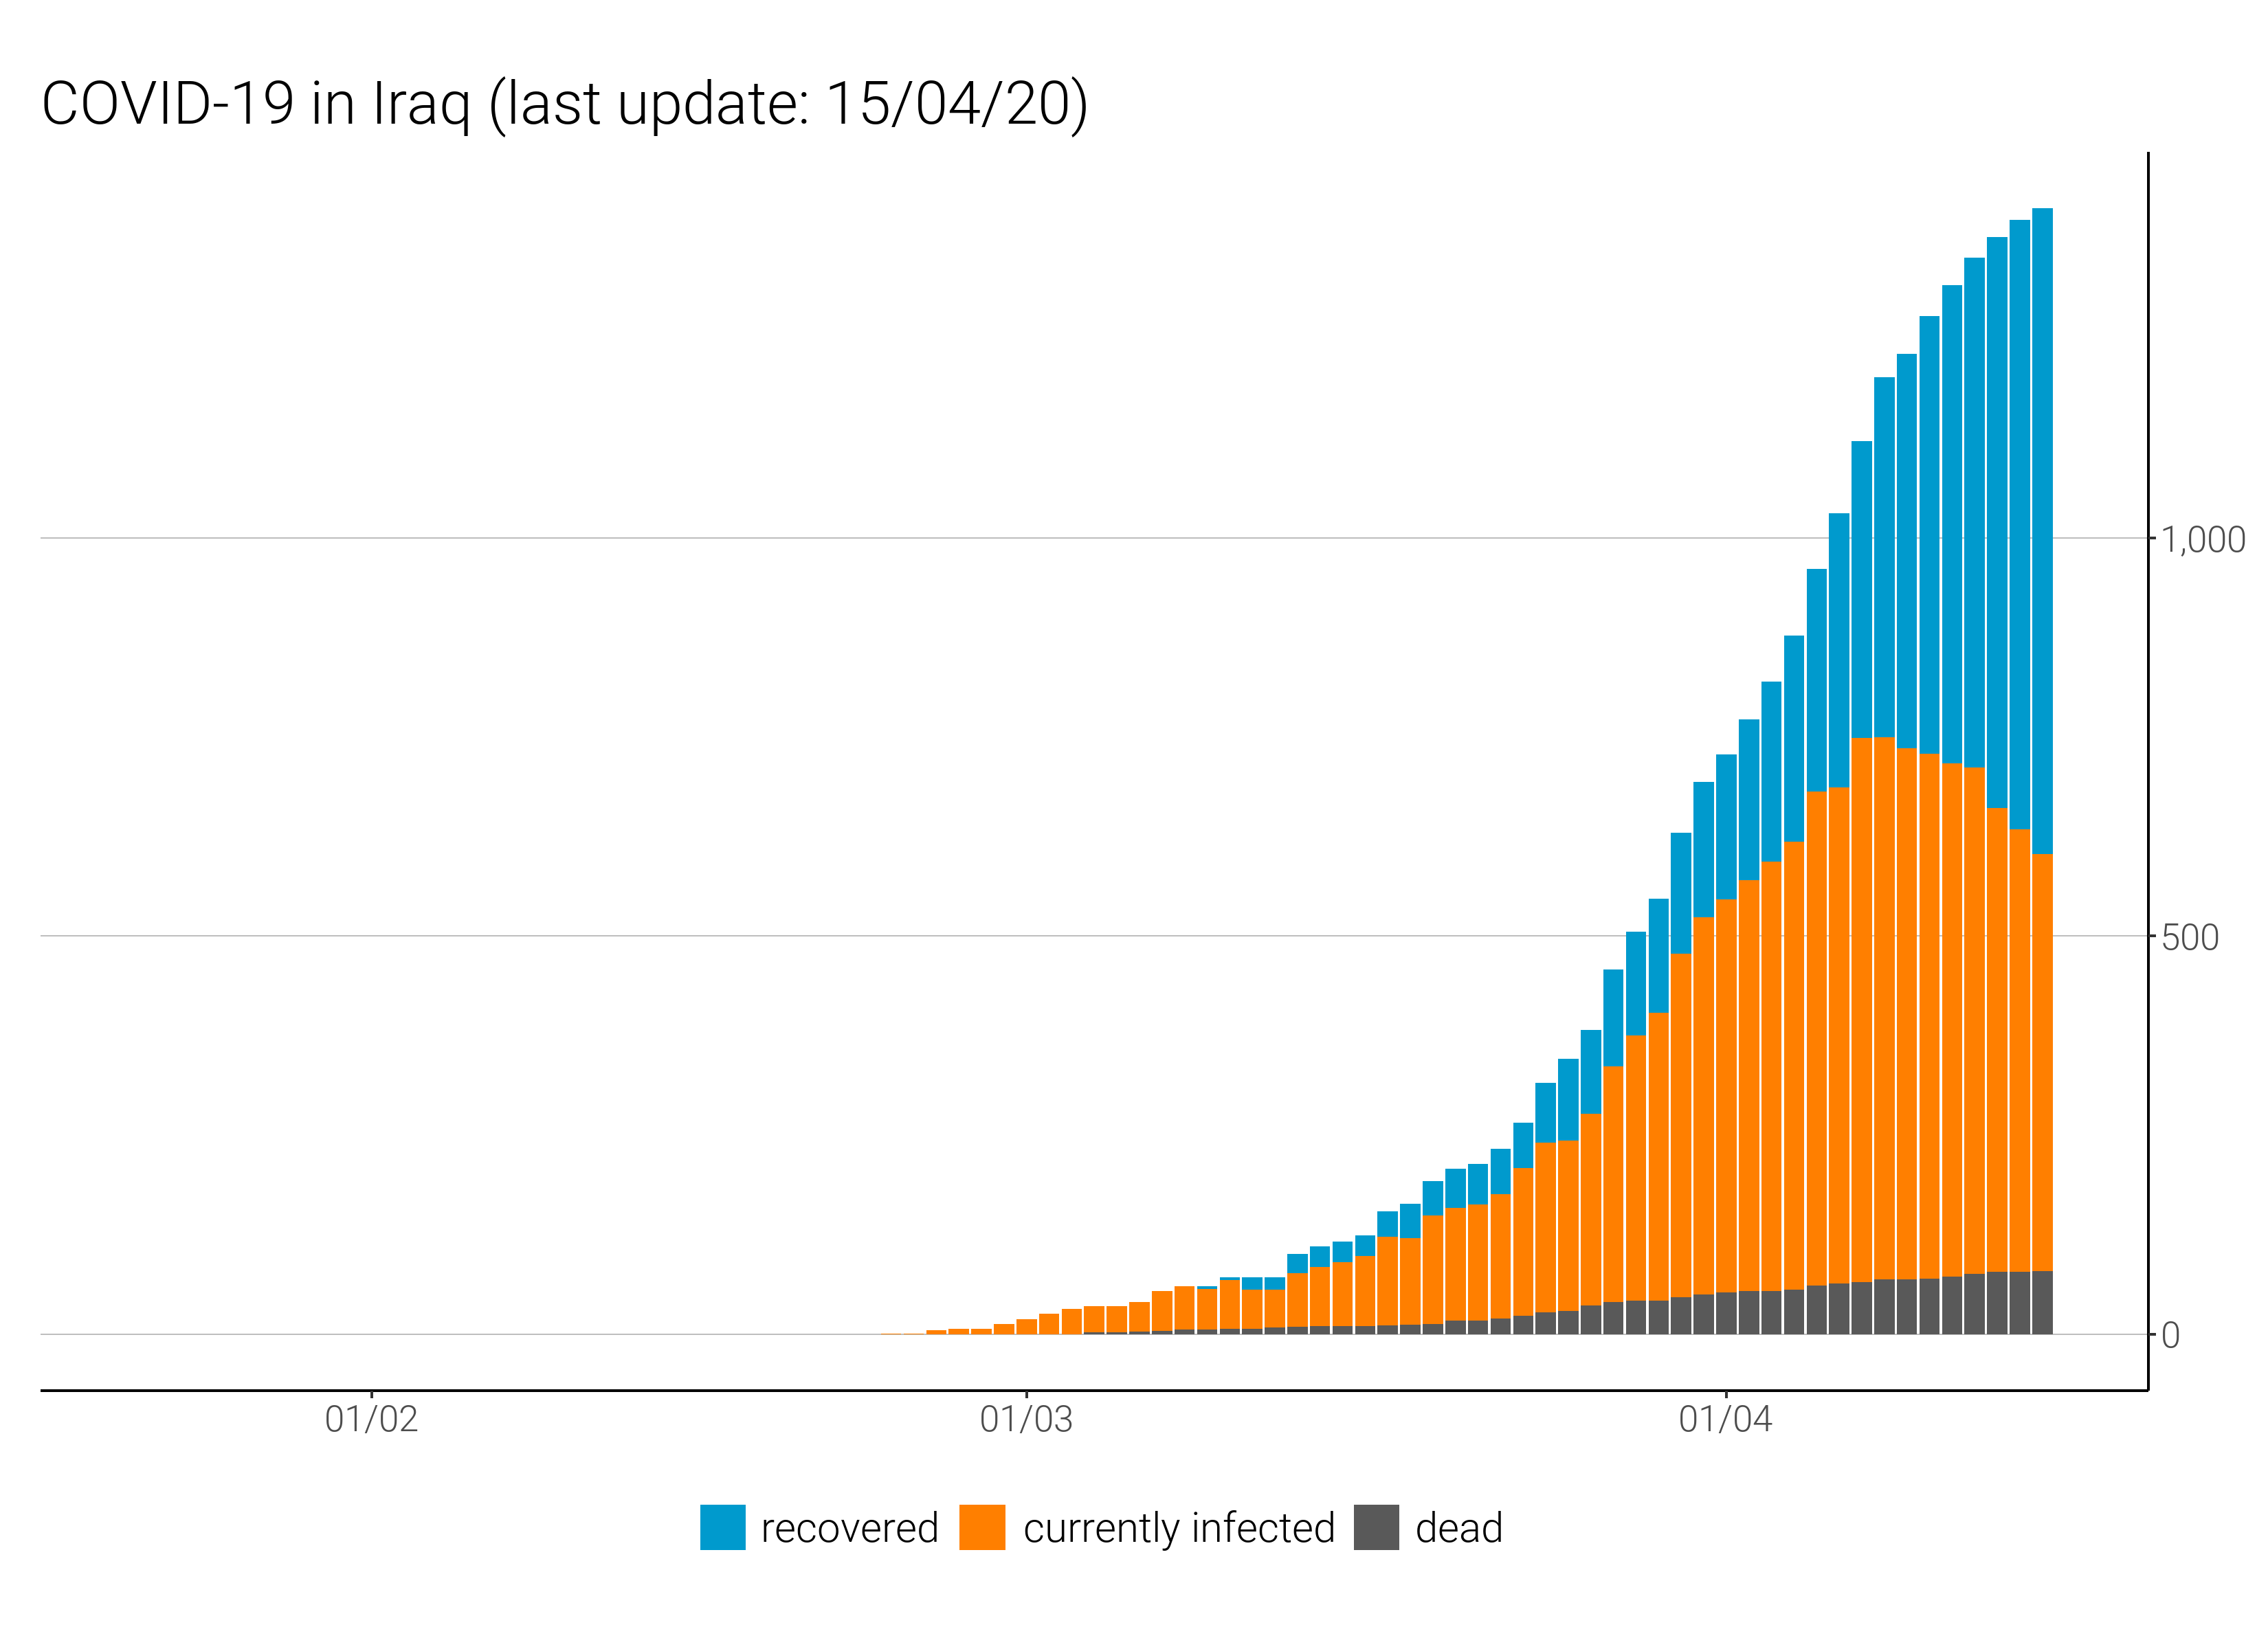 COVID-19 in Iraq (last update: 15/04/20)
1,000
500
0
01/02 01/03 01/04
recovered currently infected dead